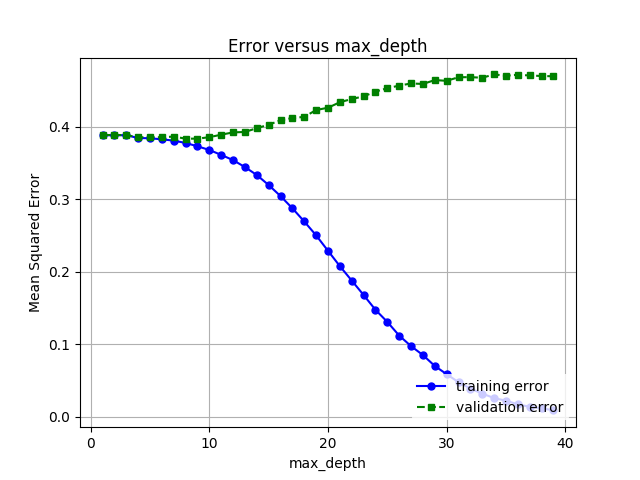 Error versus max_depth
Mean Squared Error
0.4
0.3
0.2
0.1
0.0
training error
validation error
0 10 20 30 40
max_depth